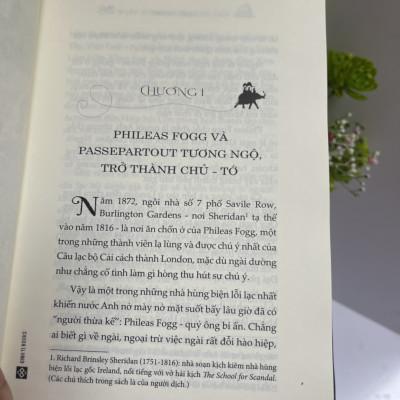 CHƯƠNG I
PHILEAS FOGG VÀ
PASSEPARTOUT TƯƠNG NGỘ,
TRỞ THÀNH CHỦ - TỚ
Năm 1872, ngôi nhà số 7 phố Savile Row,
Burlington Gardens - nơi Sheridan¹ tạ thế
vào năm 1816 - là nơi ăn chốn ở của Phileas Fogg, một
trong những thành viên lạ lùng và được chú ý nhất của
Câu lạc bộ Cải cách thành London, mặc dù ngài dường
như chẳng cố tình làm gì hòng thu hút sự chú ý.
Vậy là một trong những nhà hùng biện lỗi lạc nhất
khiến nước Anh nở mày nở mặt suốt bấy lâu giờ đã có
"người thừa kế": Phileas Fogg - quý ông bí ẩn. Chẳng
ai biết gì về ngài, ngoại trừ việc ngài rất đỗi hào hiệp,
1. Richard Brinsley Sheridan (1751-1816): nhà soạn kịch kiêm nhà hùng
biện lỗi lạc gốc Ireland, nổi tiếng với vở hài kịch The School for Scandal.
(Các chú thích trong sách là của người dịch.)